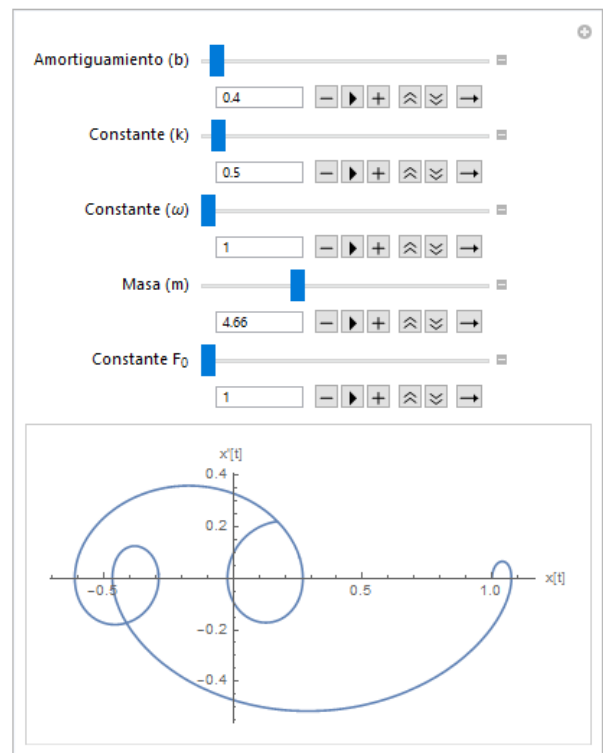 Amortiguamiento (b)
0.4
Constante (k)
0.5
Constante (ω)
1
Masa (m)
4.66
Constante F₀
1
x'[t]
0.4
0.2
-0.5
0.5
1.0
x[t]
-0.2
-0.4